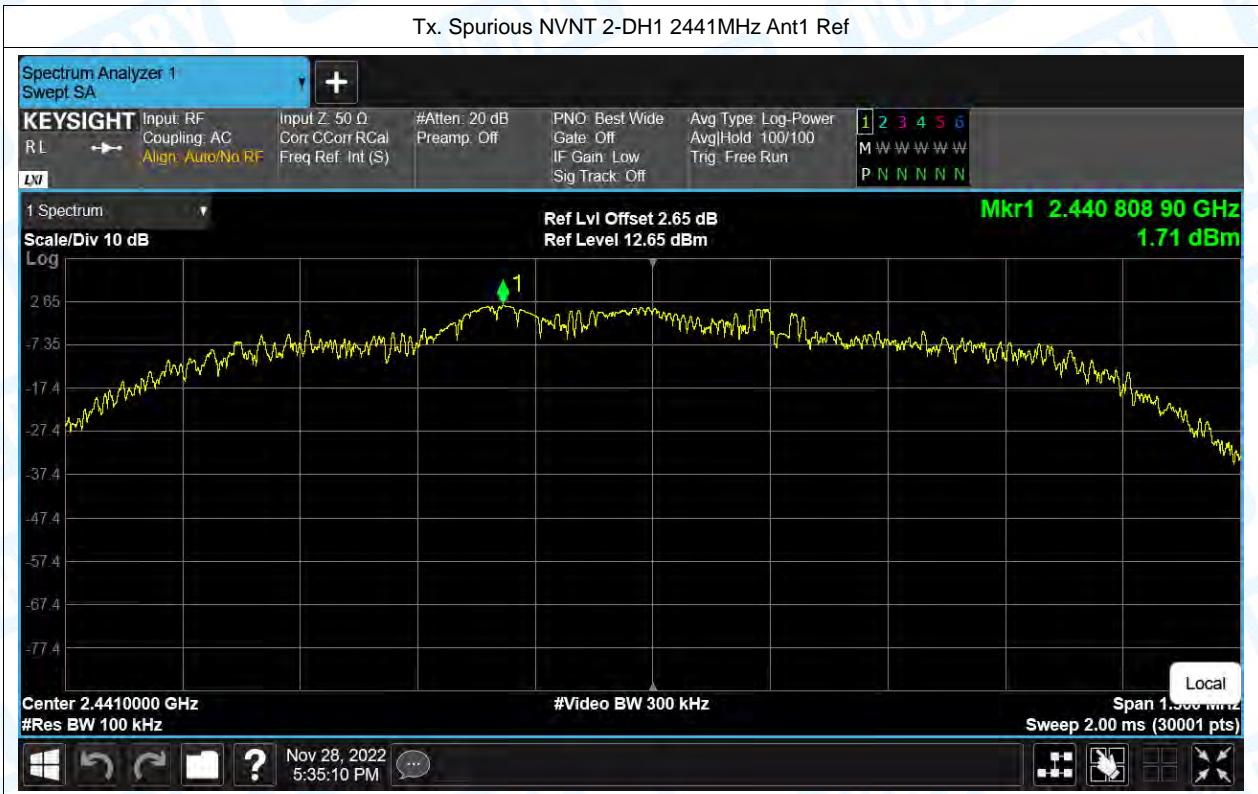 Tx. Spurious NVNT 2-DH1 2441MHz Ant1 Ref
Spectrum Analyzer 1
Swept SA
KEYSIGHT
RL
LXI
Input: RF
Coupling: AC
Align: Auto/No RF
Input Z: 50 Ω
Corr CCorr RCal
Freq Ref: Int (S)
#Atten: 20 dB
Preamp: Off
PNO: Best Wide
Gate: Off
IF Gain: Low
Sig Track: Off
Avg Type: Log-Power
Avg|Hold: 100/100
Trig: Free Run
1 2 3 4 5 6
M W W W W W W
P N N N N N N
1 Spectrum
Scale/Div 10 dB
Log
Ref Lvl Offset 2.65 dB
Ref Level 12.65 dBm
Mkr1 2.440 808 90 GHz
1.71 dBm
1
2.65
-7.35
-17.4
-27.4
-37.4
-47.4
-57.4
-67.4
-77.4
Local
Center 2.4410000 GHz
#Res BW 100 kHz
#Video BW 300 kHz
Span
Sweep 2.00 ms (30001 pts)
?
Nov 28, 2022
5:35:10 PM